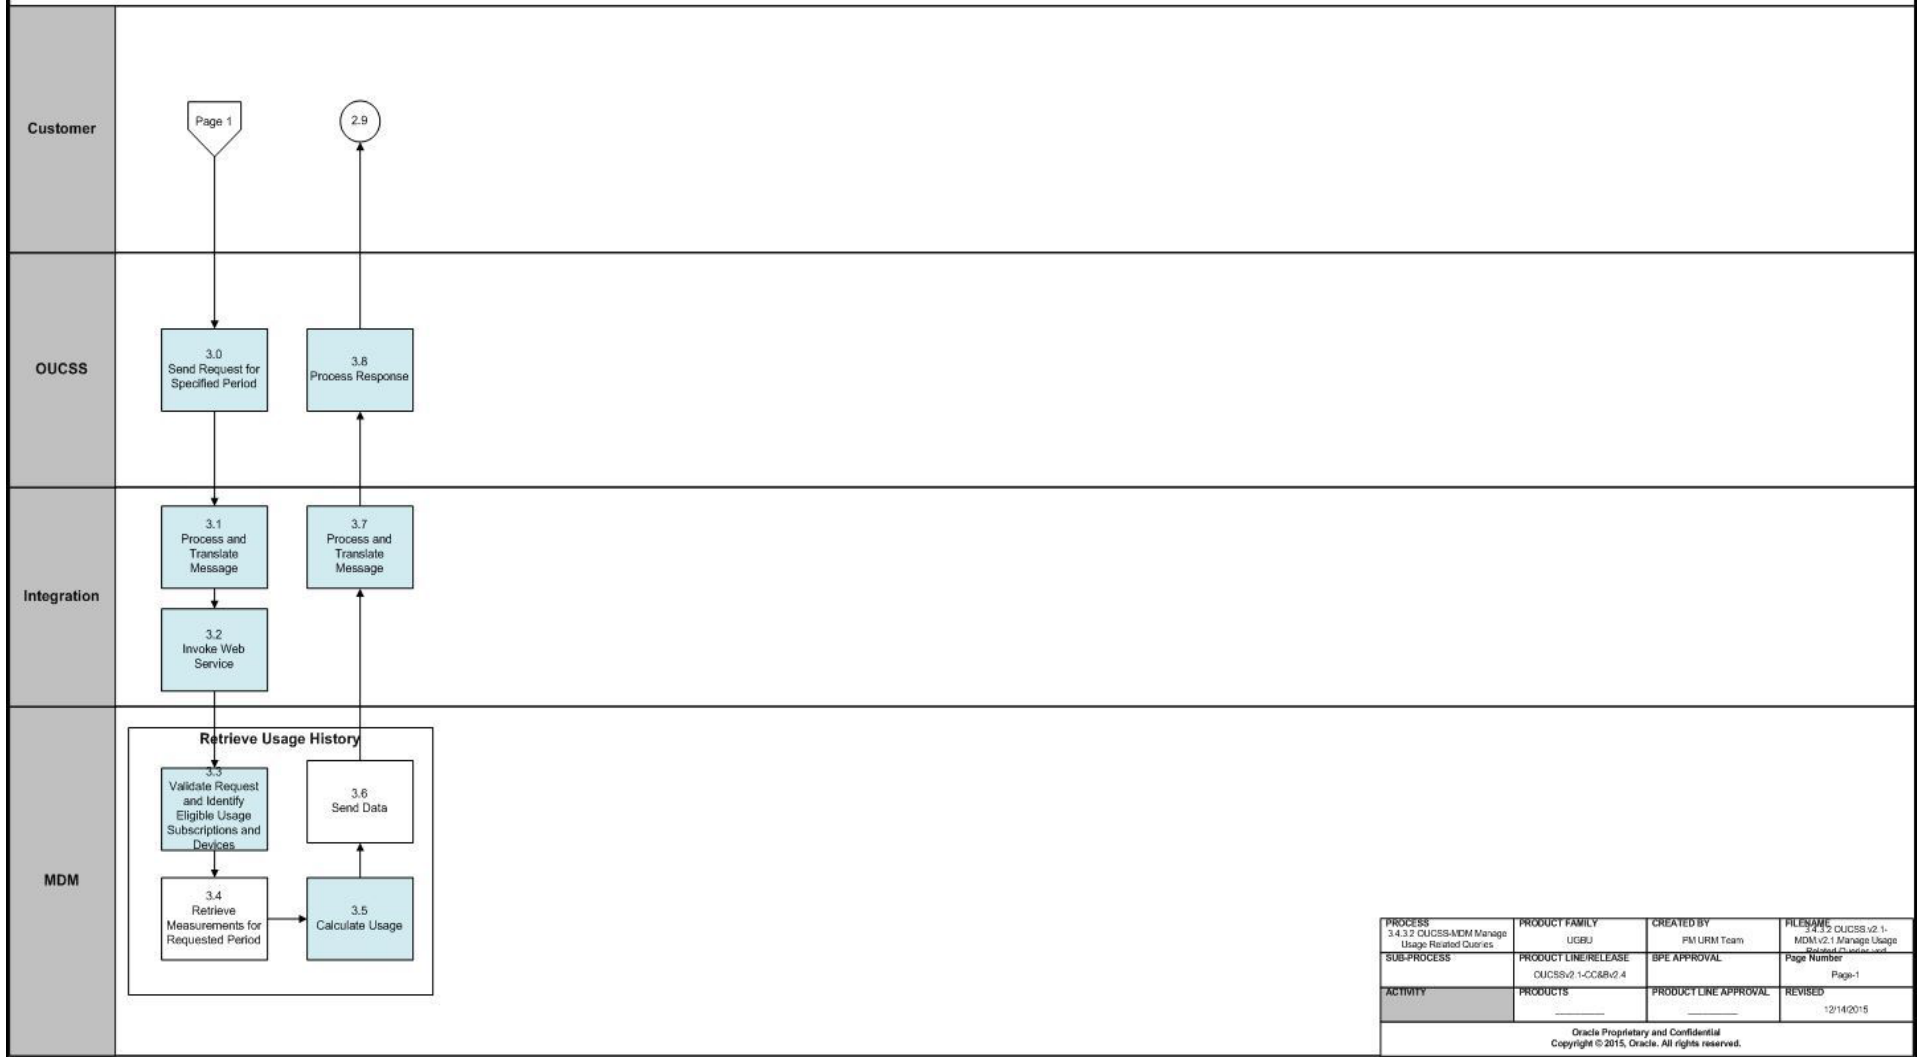 Customer
Page 1
2.9
OUCSS
3.0
Send Request for
Specified Period
3.8
Process Response
Integration
3.1
Process and
Translate
Message
3.7
Process and
Translate
Message
3.2
Invoke Web
Service
MDM
Retrieve Usage History
3.3
Validate Request
and Identify
Eligible Usage
Subscriptions and
Devices
3.6
Send Data
3.4
Retrieve
Measurements for
Requested Period
3.5
Calculate Usage
PROCESS
3.4.3.2 OUCSS-MDM Manage
Usage Related Queries
PRODUCT FAMILY
UGBU
CREATED BY
PM URM Team
FILENAME
3.4.3.2 OUCSS.v2.1-
MDM.v2.1.Manage Usage
Related Queries.vsd
SUB-PROCESS
PRODUCT LINE/RELEASE
OUCSSv2.1-CC&Bv2.4
BPE APPROVAL
Page Number
Page-1
ACTIVITY
PRODUCTS
PRODUCT LINE APPROVAL
REVISED
12/14/2015
Oracle Proprietary and Confidential
Copyright © 2015, Oracle. All rights reserved.